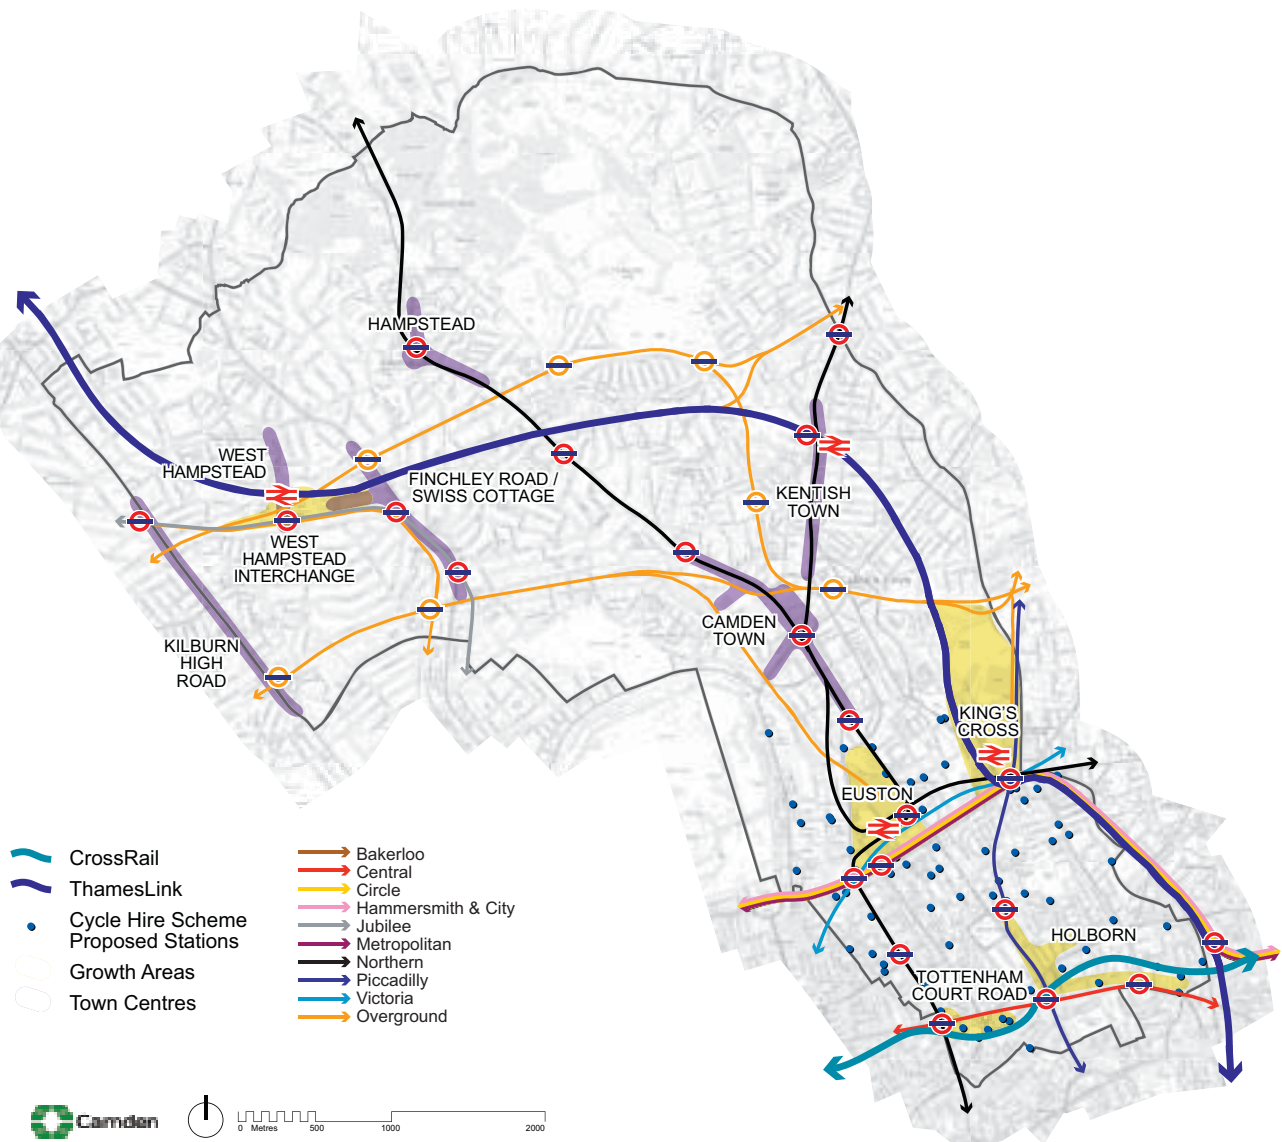 HAMPSTEAD
WEST
HAMPSTEAD
FINCHLEY ROAD /
SWISS COTTAGE
KENTISH
TOWN
WEST
HAMPSTEAD
INTERCHANGE
CAMDEN
TOWN
KILBURN
HIGH
ROAD
KING'S
CROSS
EUSTON
HOLBORN
TOTTENHAM
COURT ROAD
CrossRail
ThamesLink
Cycle Hire Scheme
Proposed Stations
Growth Areas
Town Centres
Bakerloo
Central
Circle
Hammersmith & City
Jubilee
Metropolitan
Northern
Piccadilly
Victoria
Overground
Camden
0 Metres 500 1000 2000